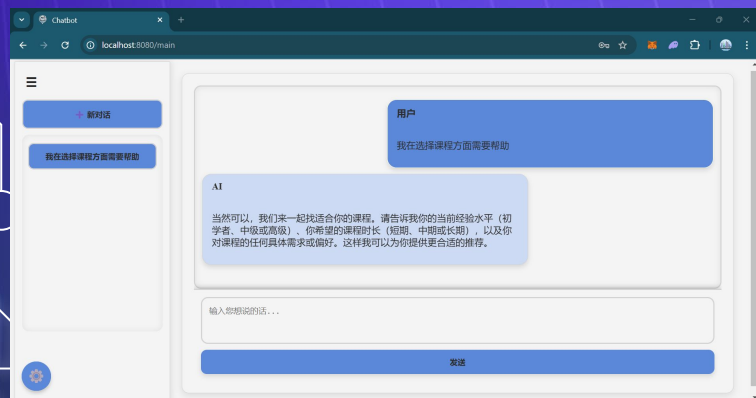 Chatbot
localhost:8080/main
新对话
我在选择课程方面需要帮助
用户
我在选择课程方面需要帮助
AI
当然可以，我们来一起找适合你的课程。请告诉我你的当前经验水平（初
学者、中级或高级）、你希望的课程时长（短期、中期或长期），以及你
对课程的任何具体需求或偏好。这样我可以为你提供更合适的推荐。
输入您想说的话...
发送